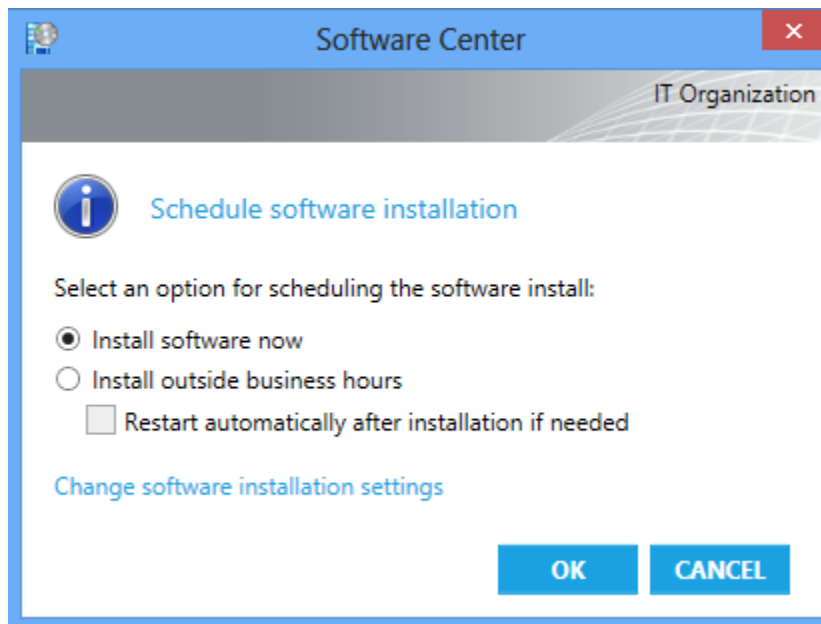 Software Center
IT Organization
Schedule software installation
Select an option for scheduling the software install:
Install software now
Install outside business hours
Restart automatically after installation if needed
Change software installation settings
OK
CANCEL